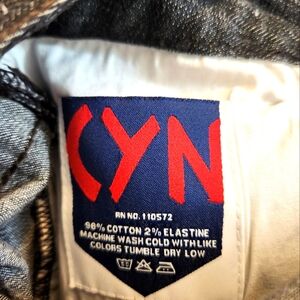 CYN
RN NO. 110572
98% COTTON 2% ELASTINE
MACHINE WASH COLD WITH LIKE
COLORS TUMBLE DRY LOW